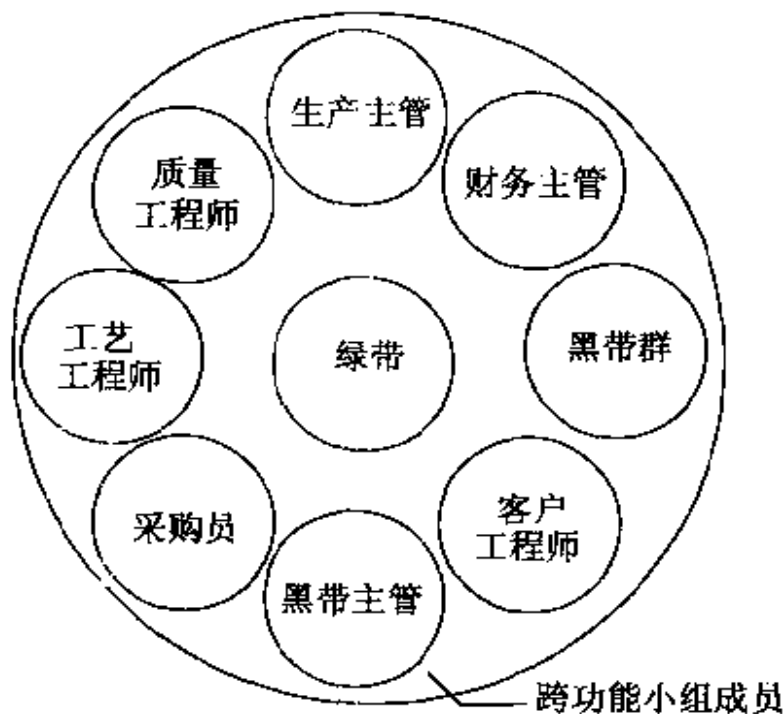 生产主管
质量
工程师
财务主管
工艺
工程师
绿带
黑带群
采购员
客户
工程师
黑带主管
跨功能小组成员